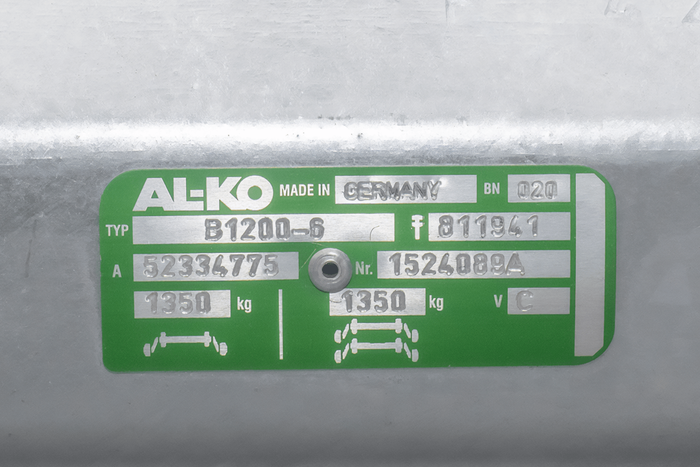 AL-KO MADE IN GERMANY BN 020
TYP B1200-6 811941
A 52334775 Nr. 1524089A
1350 kg 1350 kg V C